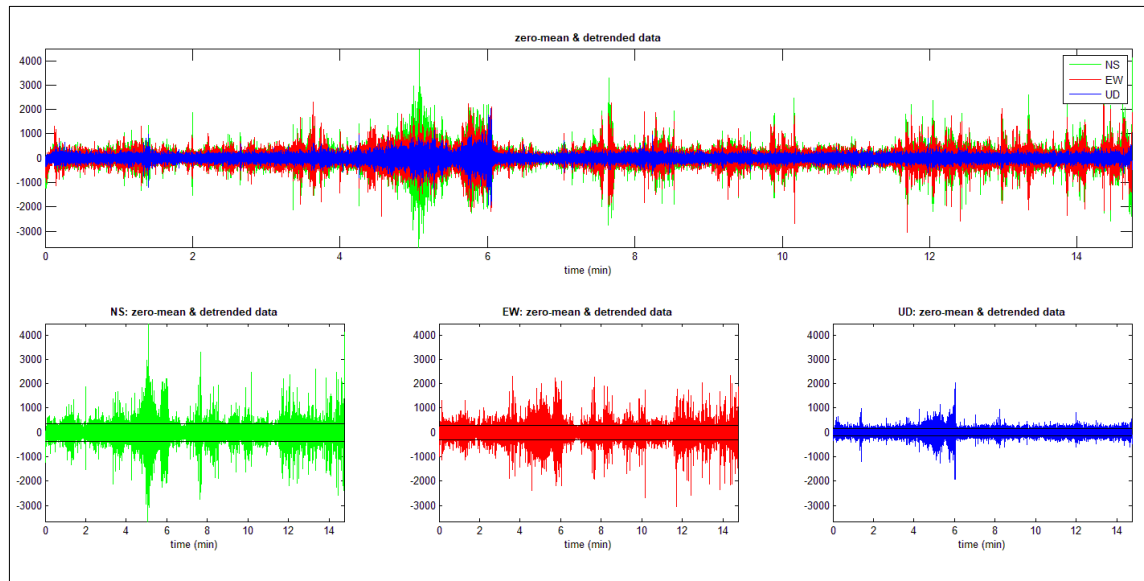 zero-mean & detrended data
4000
3000
2000
1000
0
-1000
-2000
-3000
NS
EW
UD
0 2 4 6 8 10 12 14
time (min)
NS: zero-mean & detrended data
4000
3000
2000
1000
0
-1000
-2000
-3000
0 2 4 6 8 10 12 14
time (min)
EW: zero-mean & detrended data
4000
3000
2000
1000
0
-1000
-2000
-3000
0 2 4 6 8 10 12 14
time (min)
UD: zero-mean & detrended data
4000
3000
2000
1000
0
-1000
-2000
-3000
0 2 4 6 8 10 12 14
time (min)